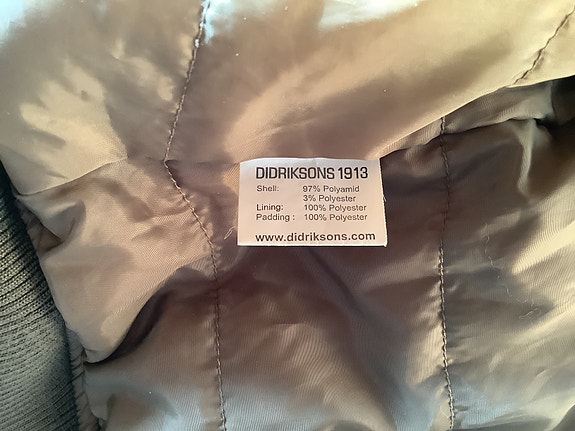 DIDRIKSONS 1913
Shell: 97% Polyamid
3% Polyester
Lining: 100% Polyester
Padding : 100% Polyester
www.didriksons.com